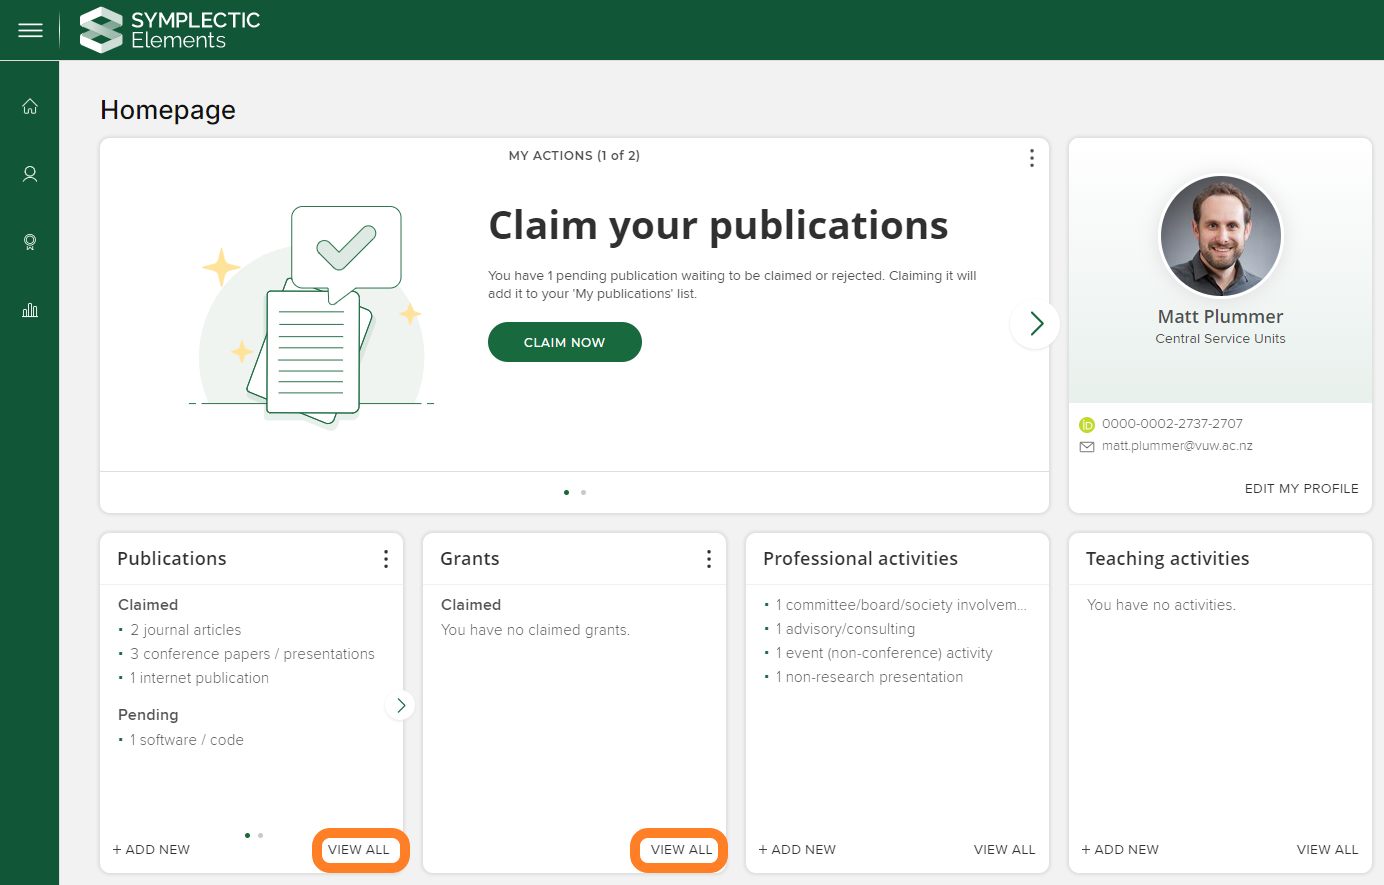 SYMPLECTIC
Elements
Homepage
MY ACTIONS (1 of 2)
Claim your publications
You have 1 pending publication waiting to be claimed or rejected. Claiming it will
add it to your 'My publications' list.
CLAIM NOW
Matt Plummer
Central Service Units
iD 0000-0002-2737-2707
matt.plummer@vuw.ac.nz
EDIT MY PROFILE
Publications
Claimed
2 journal articles
3 conference papers / presentations
1 internet publication
Pending
1 software / code
+ ADD NEW
VIEW ALL
Grants
Claimed
You have no claimed grants.
VIEW ALL
Professional activities
1 committee/board/society involvem...
1 advisory/consulting
1 event (non-conference) activity
1 non-research presentation
+ ADD NEW
VIEW ALL
Teaching activities
You have no activities.
+ ADD NEW
VIEW ALL